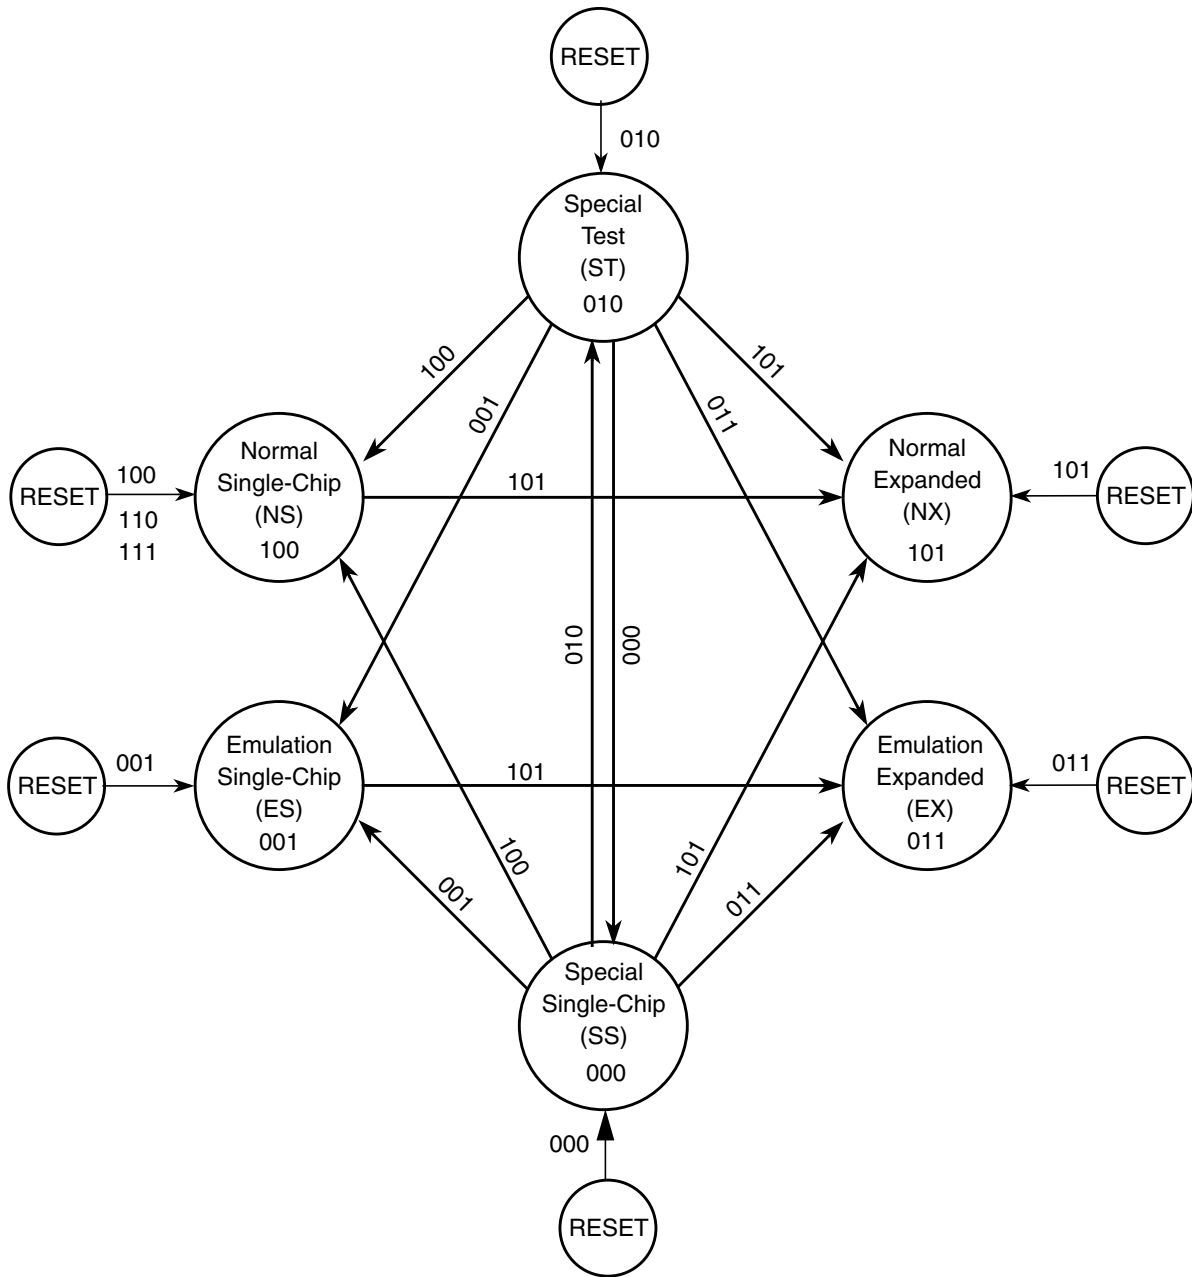 RESET
010
Special
Test
(ST)
010
100
101
001
011
Normal
Single-Chip
(NS)
100
Normal
Expanded
(NX)
101
RESET
100
110
111
101
101
RESET
010
000
Emulation
Single-Chip
(ES)
001
Emulation
Expanded
(EX)
011
RESET
001
101
011
RESET
100
101
001
011
Special
Single-Chip
(SS)
000
000
RESET